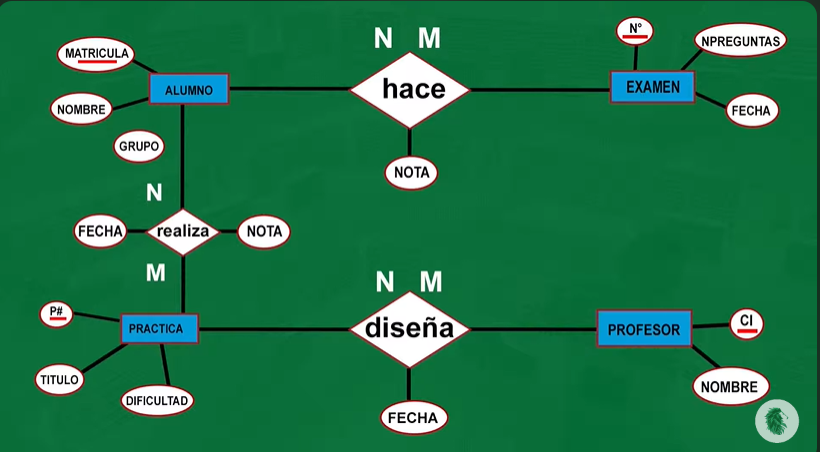 N M
N°
NPREGUNTAS
MATRICULA
ALUMNO
hace
EXAMEN
NOMBRE
FECHA
GRUPO
NOTA
N
FECHA
realiza
NOTA
M
N M
P#
PRACTICA
diseña
PROFESOR
CI
TITULO
DIFICULTAD
FECHA
NOMBRE